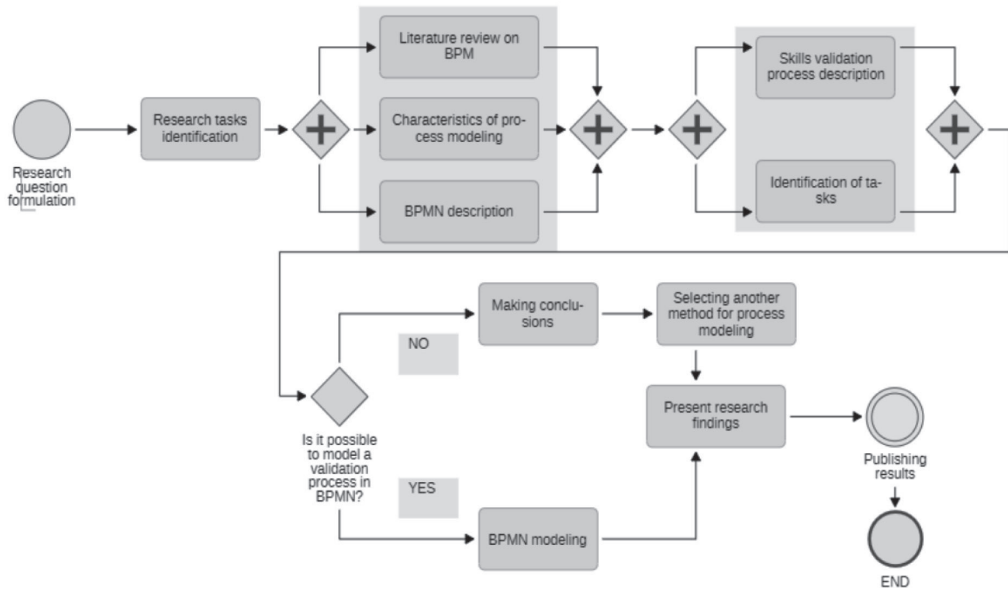 Research
question
formulation
Research tasks
identification
Literature review on
BPM
Characteristics of pro-
cess modeling
BPMN description
Skills validation
process description
Identification of ta-
sks
Is it possible
to model a
validation
process in
BPMN?
NO
YES
Making conclu-
sions
Selecting another
method for process
modeling
BPMN modeling
Present research
findings
Publishing
results
END